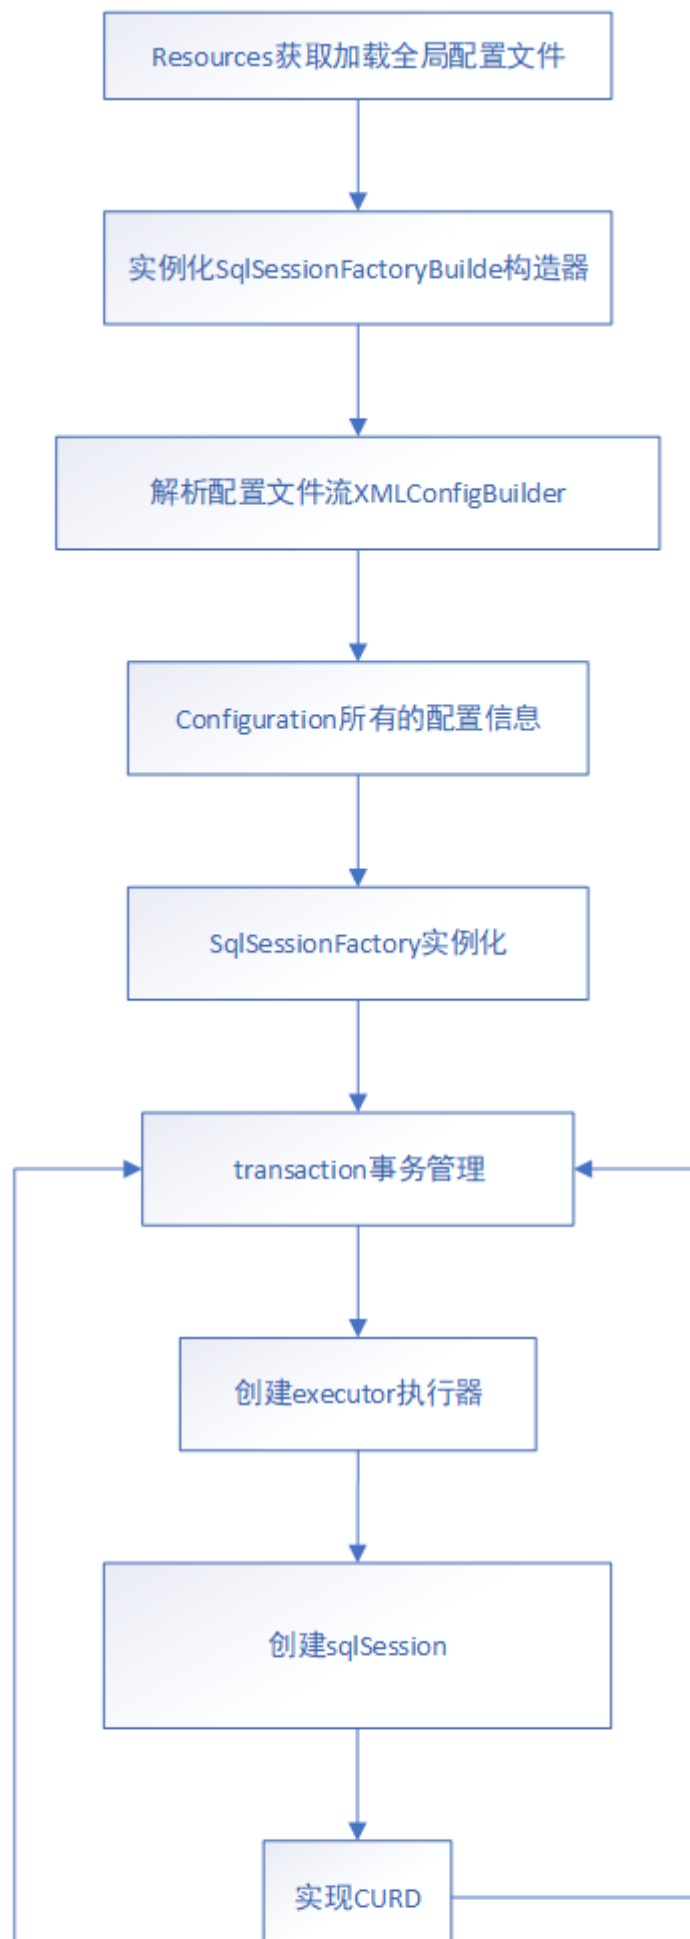 Resources获取加载全局配置文件
实例化SqlSessionFactoryBuilde构造器
解析配置文件流XMLConfigBuilder
Configuration所有的配置信息
SqlSessionFactory实例化
transaction事务管理
创建executor执行器
创建sqlSession
实现CURD